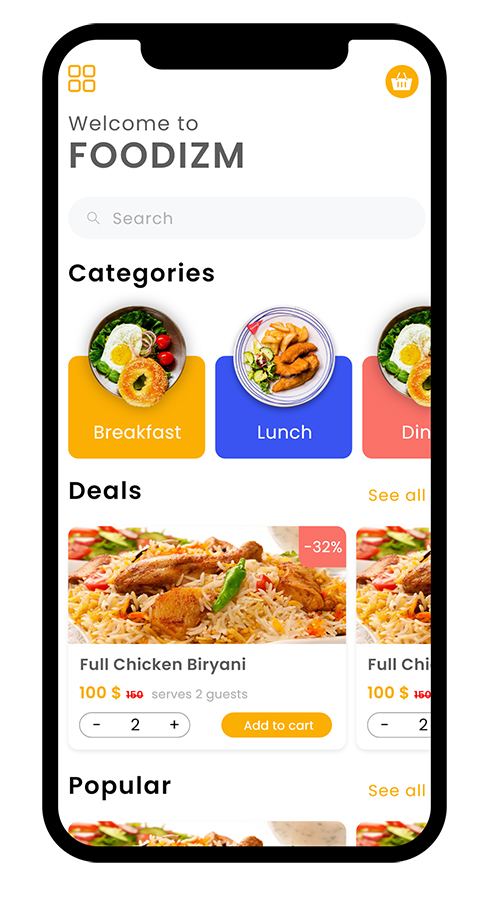 Welcome to
FOODIZM
Search
Categories
Breakfast
Lunch
Din
Deals
See all
-32%
Full Chicken Biryani
Full Chi
100 $ 150 serves 2 guests
100 $ 150
- 2 + Add to cart
- 2
Popular
See all